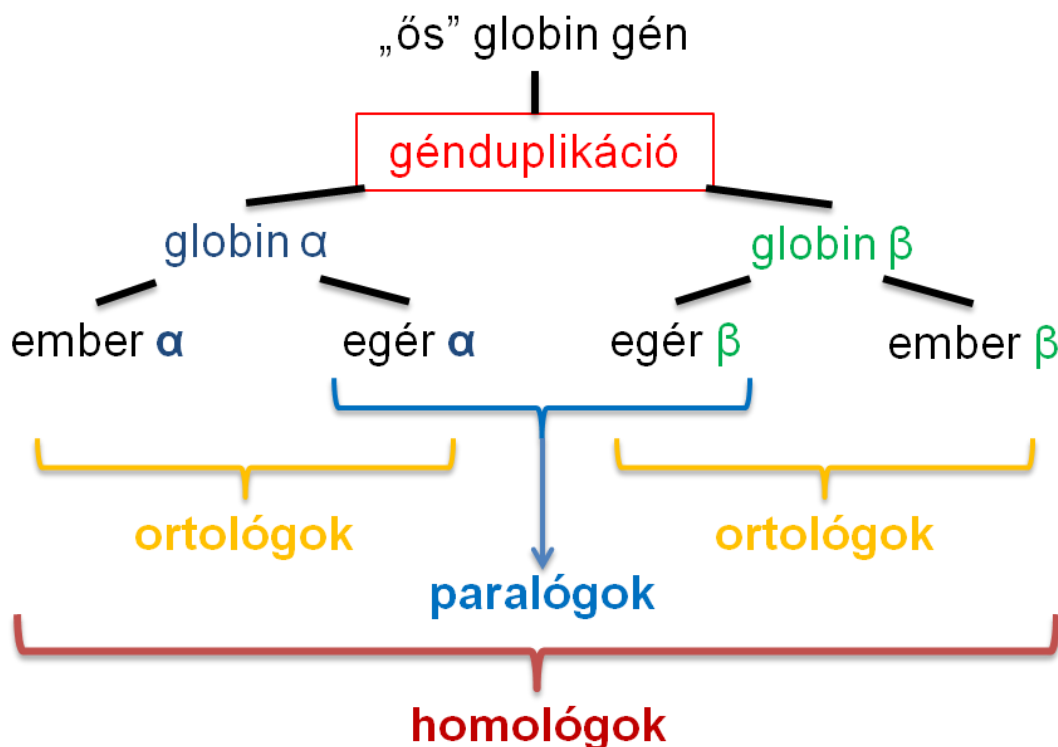 „ős” globin gén
génduplikáció
globin α
globin β
ember α
egér α
egér β
ember β
ortológok
ortológok
paralógok
homológok